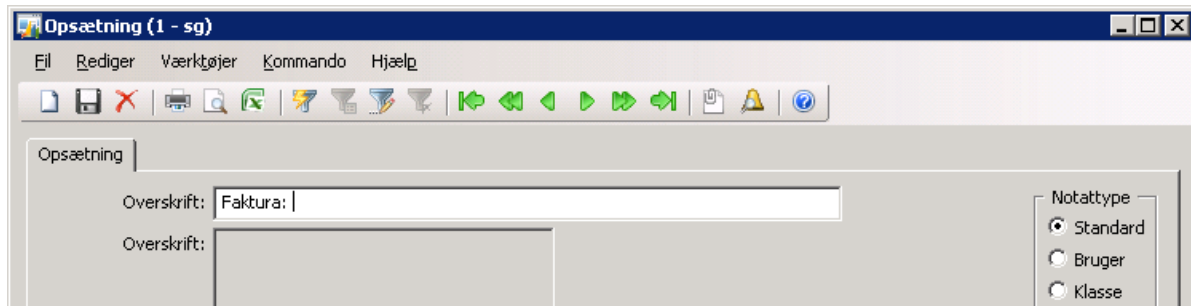 Opsætning (1 - sg)
Fil Rediger Værktøjer Kommando Hjælp
Opsætning
Overskrift: Faktura:
Notattype
Standard
Overskrift:
Bruger
Klasse